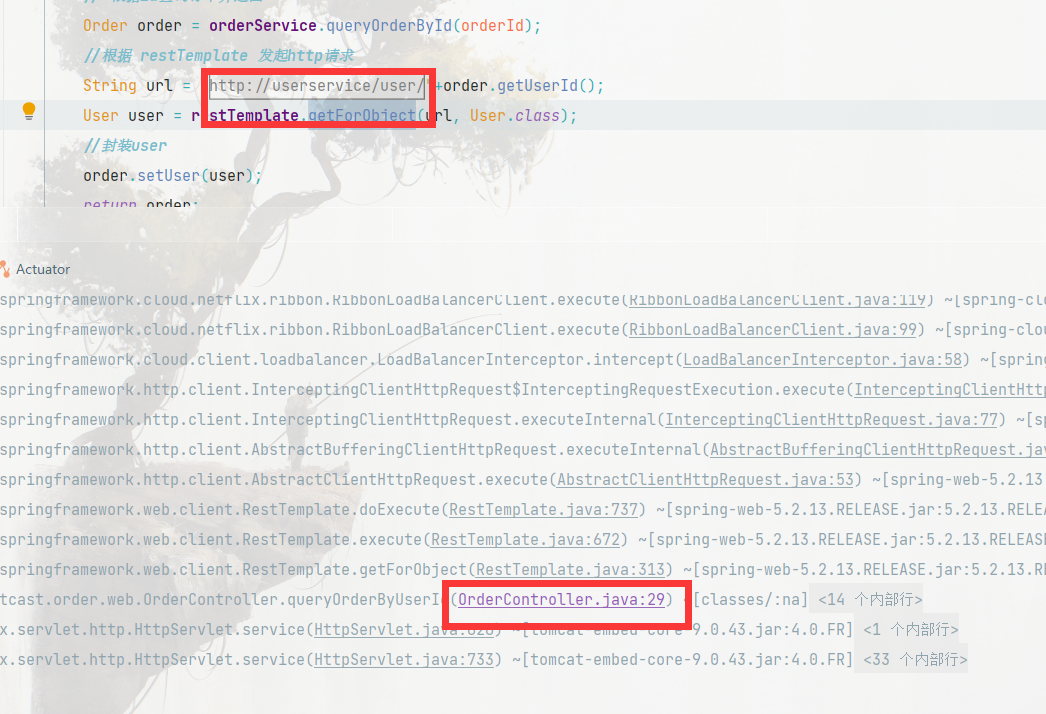 Order order = orderService.queryOrderById(orderId);
//根据 restTemplate 发起http请求
String url = "http://userservice/user/"+order.getUserId();
User user = restTemplate.getForObject(url, User.class);
//封装user
order.setUser(user);
return order;
Actuator
springframework.cloud.netflix.ribbon.RibbonLoadBalancerClient.execute(RibbonLoadBalancerClient.java:119) ~[spring-clo
springframework.cloud.netflix.ribbon.RibbonLoadBalancerClient.execute(RibbonLoadBalancerClient.java:99) ~[spring-clou
springframework.cloud.client.loadbalancer.LoadBalancerInterceptor.intercept(LoadBalancerInterceptor.java:58) ~[spring
springframework.http.client.InterceptingClientHttpRequest$InterceptingRequestExecution.execute(InterceptingClientHttp
springframework.http.client.InterceptingClientHttpRequest.executeInternal(InterceptingClientHttpRequest.java:77) ~[sp
springframework.http.client.AbstractBufferingClientHttpRequest.executeInternal(AbstractBufferingClientHttpRequest.jav
springframework.http.client.AbstractClientHttpRequest.execute(AbstractClientHttpRequest.java:53) ~[spring-web-5.2.13
springframework.web.client.RestTemplate.doExecute(RestTemplate.java:737) ~[spring-web-5.2.13.RELEASE.jar:5.2.13.RELEA
springframework.web.client.RestTemplate.execute(RestTemplate.java:672) ~[spring-web-5.2.13.RELEASE.jar:5.2.13.RELEASE
springframework.web.client.RestTemplate.getForObject(RestTemplate.java:313) ~[spring-web-5.2.13.RELEASE.jar:5.2.13.RE
tcast.order.web.OrderController.queryOrderByUserId(OrderController.java:29) ~[classes/:na] <14 个内部行>
x.servlet.http.HttpServlet.service(HttpServlet.java:626) ~[tomcat-embed-core-9.0.43.jar:4.0.FR] <1 个内部行>
x.servlet.http.HttpServlet.service(HttpServlet.java:733) ~[tomcat-embed-core-9.0.43.jar:4.0.FR] <33 个内部行>